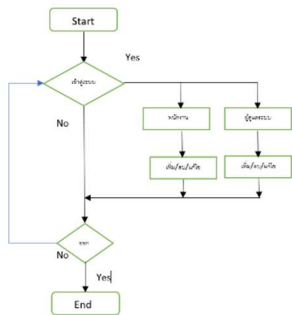 Start
Yes
เข้าสู่ระบบ
No
พนักงาน
ผู้ดูแลระบบ
เพิ่ม/ลบ/แก้ไข
เพิ่ม/ลบ/แก้ไข
ออก
No
Yes
End